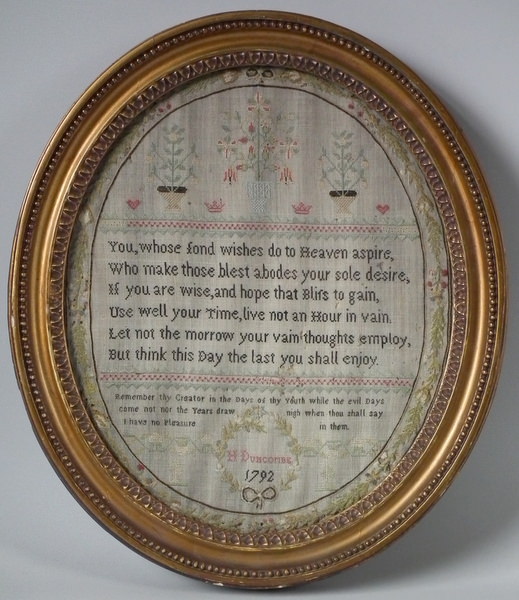 You, whose fond wishes do to Heaven aspire,
Who make those blest abodes your sole desire,
If you are wise, and hope that Bliſs to gain,
Use well your Time, live not an Hour in vain.
Let not the morrow your vain thoughts employ,
But think this Day the last you shall enjoy.
Remember thy Creator in the Days of thy Youth while the evil Days
come not nor the Years draw nigh when thou shall say
I have no Pleasure in them.
H Duncombe
1792